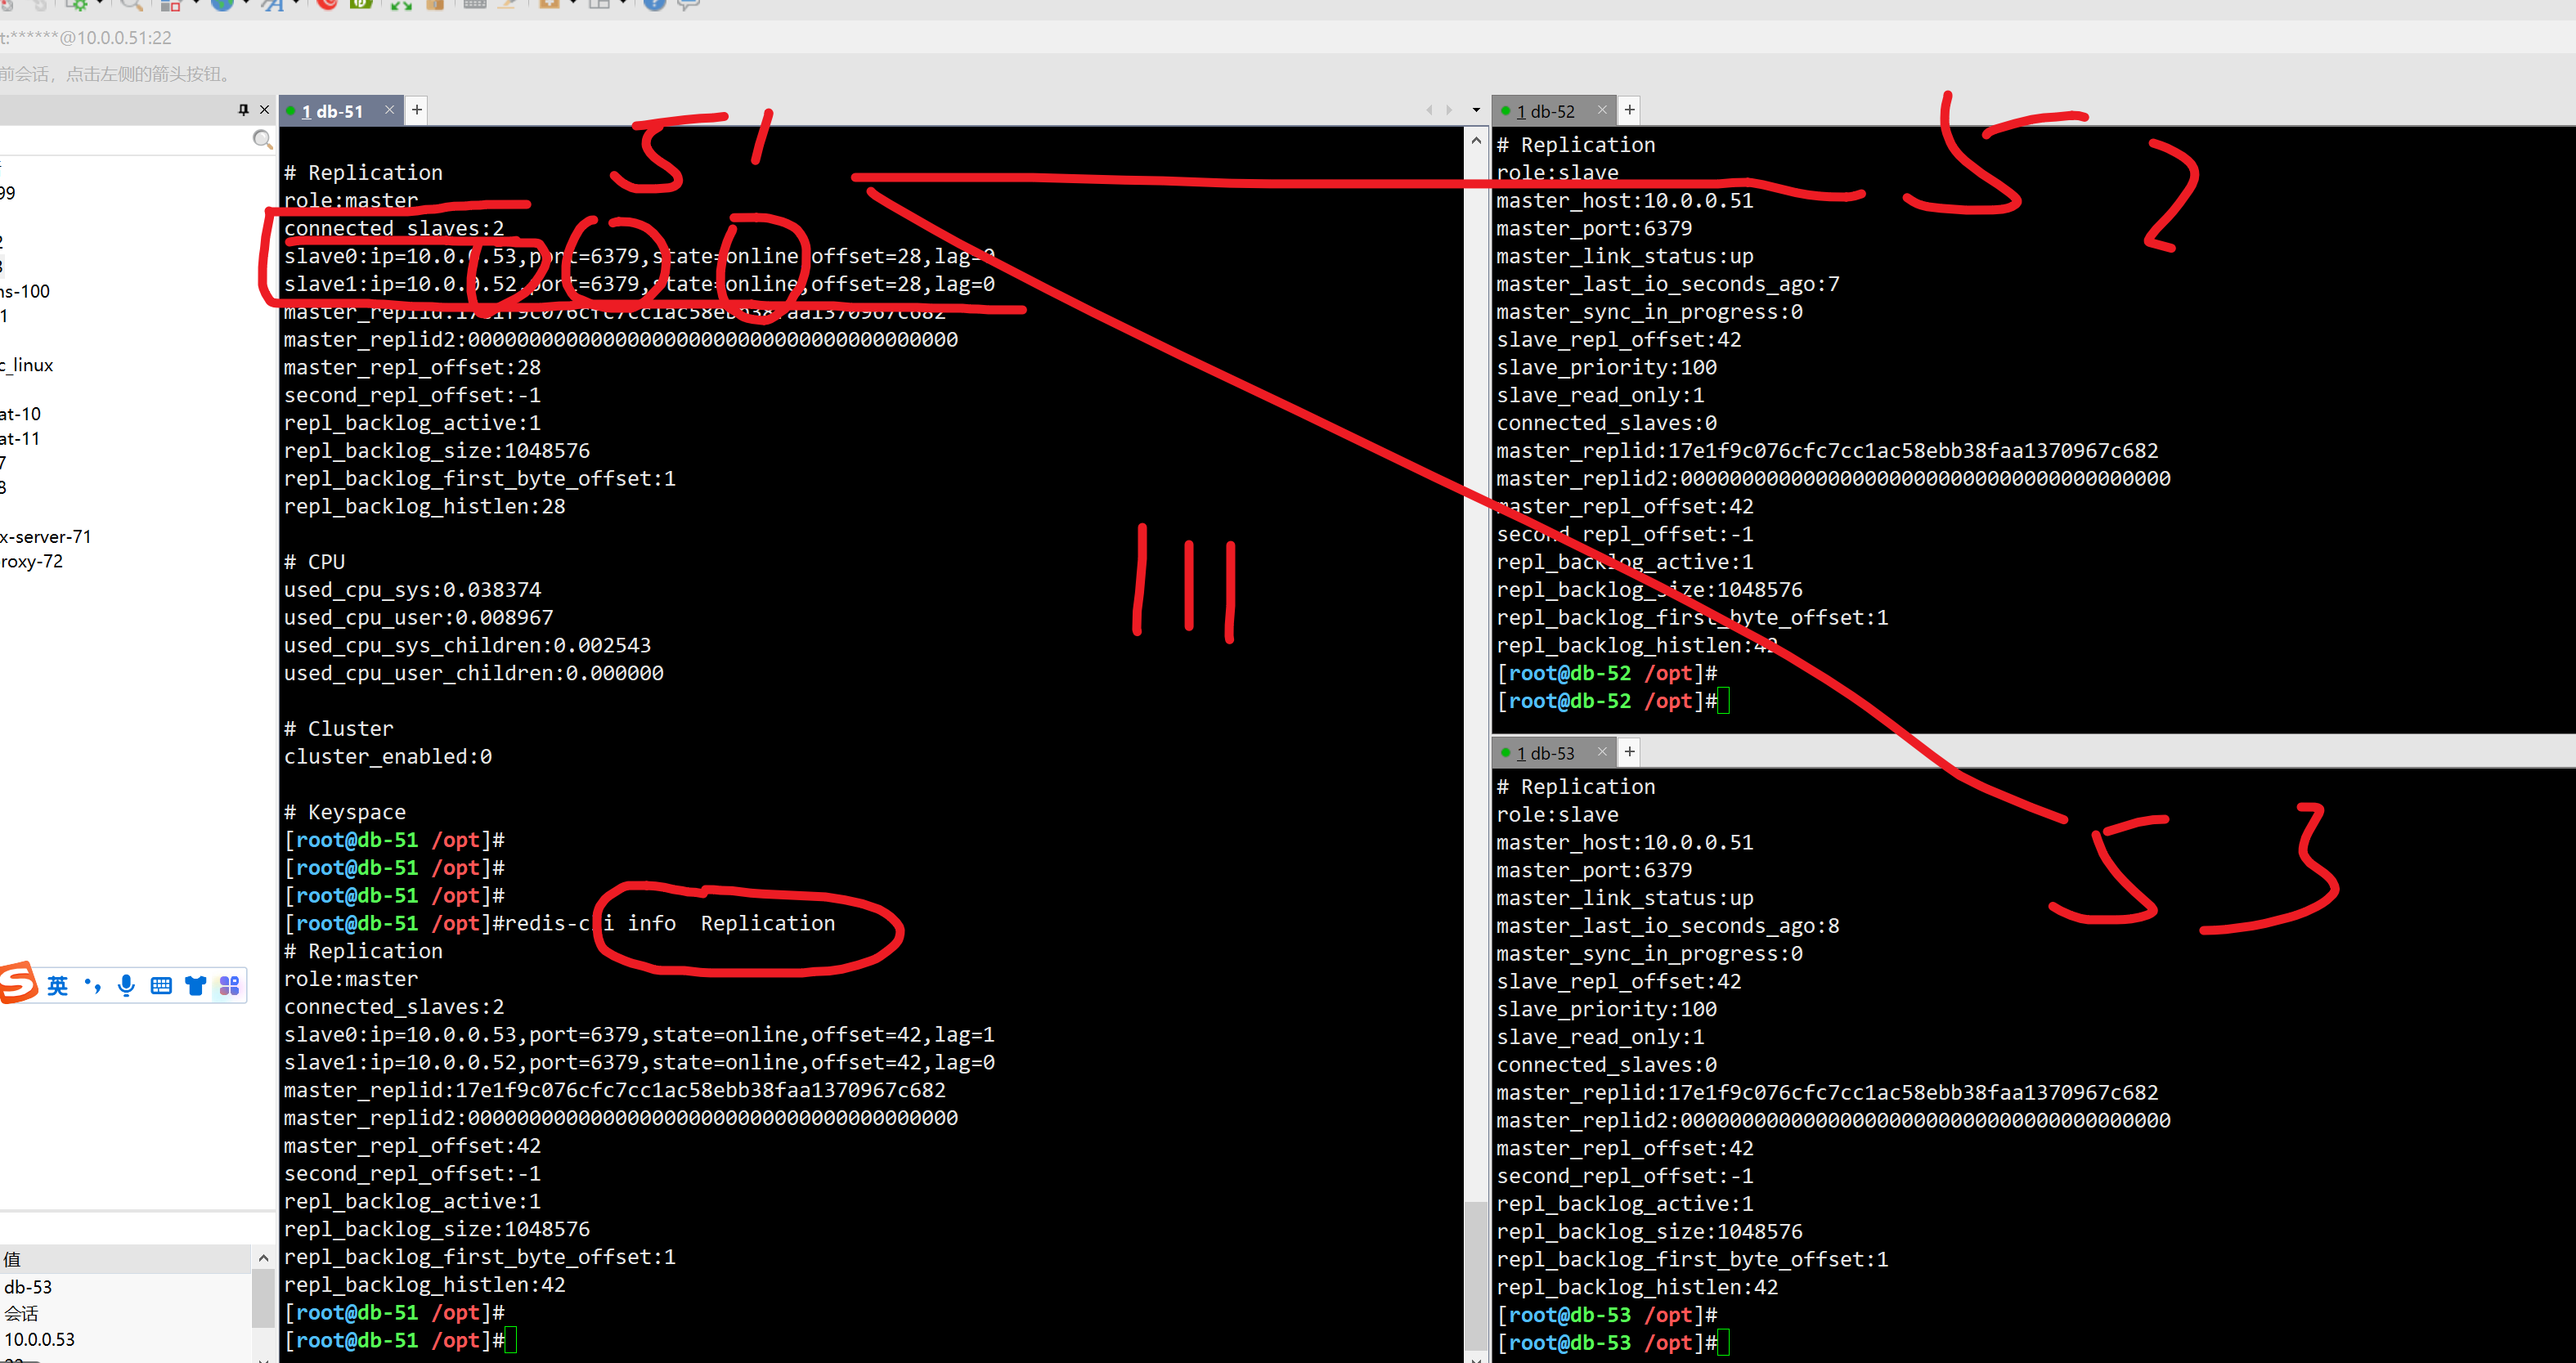 t:******@10.0.0.51:22
前会话，点击左侧的箭头按钮。
99
2
ns-100
1
c_linux
at-10
at-11
7
8
x-server-71
roxy-72
英
值
db-53
会话
10.0.0.53
1 db-51
51
# Replication
role:master
connected_slaves:2
slave0:ip=10.0.0.53,port=6379,state=online,offset=28,lag=0
slave1:ip=10.0.0.52,port=6379,state=online,offset=28,lag=0
master_replid:17e1f9c076cfc7cc1ac58ebb38faa1370967c682
master_replid2:0000000000000000000000000000000000000000
master_repl_offset:28
second_repl_offset:-1
repl_backlog_active:1
repl_backlog_size:1048576
repl_backlog_first_byte_offset:1
repl_backlog_histlen:28
# CPU
used_cpu_sys:0.038374
used_cpu_user:0.008967
used_cpu_sys_children:0.002543
used_cpu_user_children:0.000000
# Cluster
cluster_enabled:0
# Keyspace
[root@db-51 /opt]#
[root@db-51 /opt]#
[root@db-51 /opt]#
[root@db-51 /opt]#redis-cli info  Replication
# Replication
role:master
connected_slaves:2
slave0:ip=10.0.0.53,port=6379,state=online,offset=42,lag=1
slave1:ip=10.0.0.52,port=6379,state=online,offset=42,lag=0
master_replid:17e1f9c076cfc7cc1ac58ebb38faa1370967c682
master_replid2:0000000000000000000000000000000000000000
master_repl_offset:42
second_repl_offset:-1
repl_backlog_active:1
repl_backlog_size:1048576
repl_backlog_first_byte_offset:1
repl_backlog_histlen:42
[root@db-51 /opt]#
[root@db-51 /opt]#
1 db-52
52
# Replication
role:slave
master_host:10.0.0.51
master_port:6379
master_link_status:up
master_last_io_seconds_ago:7
master_sync_in_progress:0
slave_repl_offset:42
slave_priority:100
slave_read_only:1
connected_slaves:0
master_replid:17e1f9c076cfc7cc1ac58ebb38faa1370967c682
master_replid2:0000000000000000000000000000000000000000
master_repl_offset:42
second_repl_offset:-1
repl_backlog_active:1
repl_backlog_size:1048576
repl_backlog_first_byte_offset:1
repl_backlog_histlen:42
[root@db-52 /opt]#
[root@db-52 /opt]#
1 db-53
53
# Replication
role:slave
master_host:10.0.0.51
master_port:6379
master_link_status:up
master_last_io_seconds_ago:8
master_sync_in_progress:0
slave_repl_offset:42
slave_priority:100
slave_read_only:1
connected_slaves:0
master_replid:17e1f9c076cfc7cc1ac58ebb38faa1370967c682
master_replid2:0000000000000000000000000000000000000000
master_repl_offset:42
second_repl_offset:-1
repl_backlog_active:1
repl_backlog_size:1048576
repl_backlog_first_byte_offset:1
repl_backlog_histlen:42
[root@db-53 /opt]#
[root@db-53 /opt]#